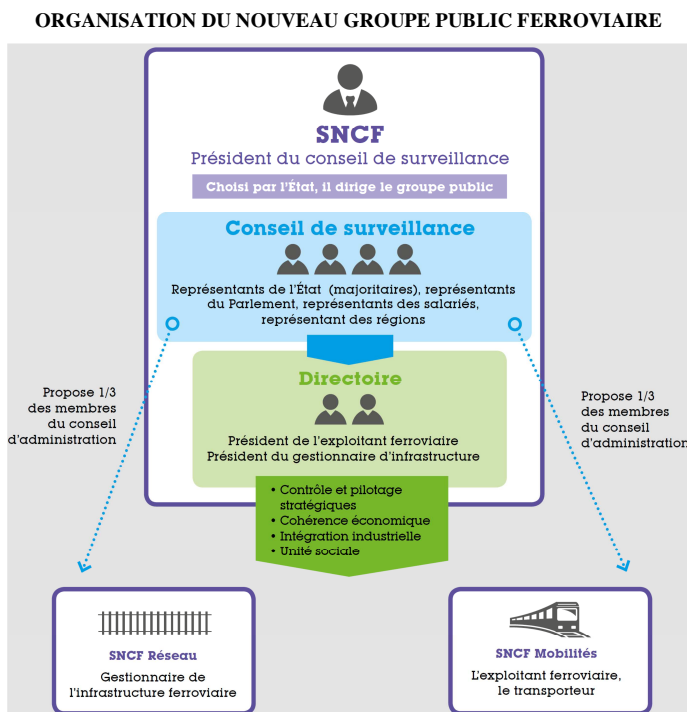 ORGANISATION DU NOUVEAU GROUPE PUBLIC FERROVIAIRE
SNCF
Président du conseil de surveillance
Choisi par l'État, il dirige le groupe public
Conseil de surveillance
Représentants de l'État (majoritaires), représentants
du Parlement, représentants des salariés,
représentant des régions
Directoire
Président de l'exploitant ferroviaire
Président du gestionnaire d'infrastructure
Propose 1/3
des membres
du conseil
d'administration
Propose 1/3
des membres
du conseil
d'administration
• Contrôle et pilotage
stratégiques
• Cohérence économique
• Intégration industrielle
• Unité sociale
SNCF Réseau
Gestionnaire de
l'infrastructure ferroviaire
SNCF Mobilités
L'exploitant ferroviaire,
le transporteur